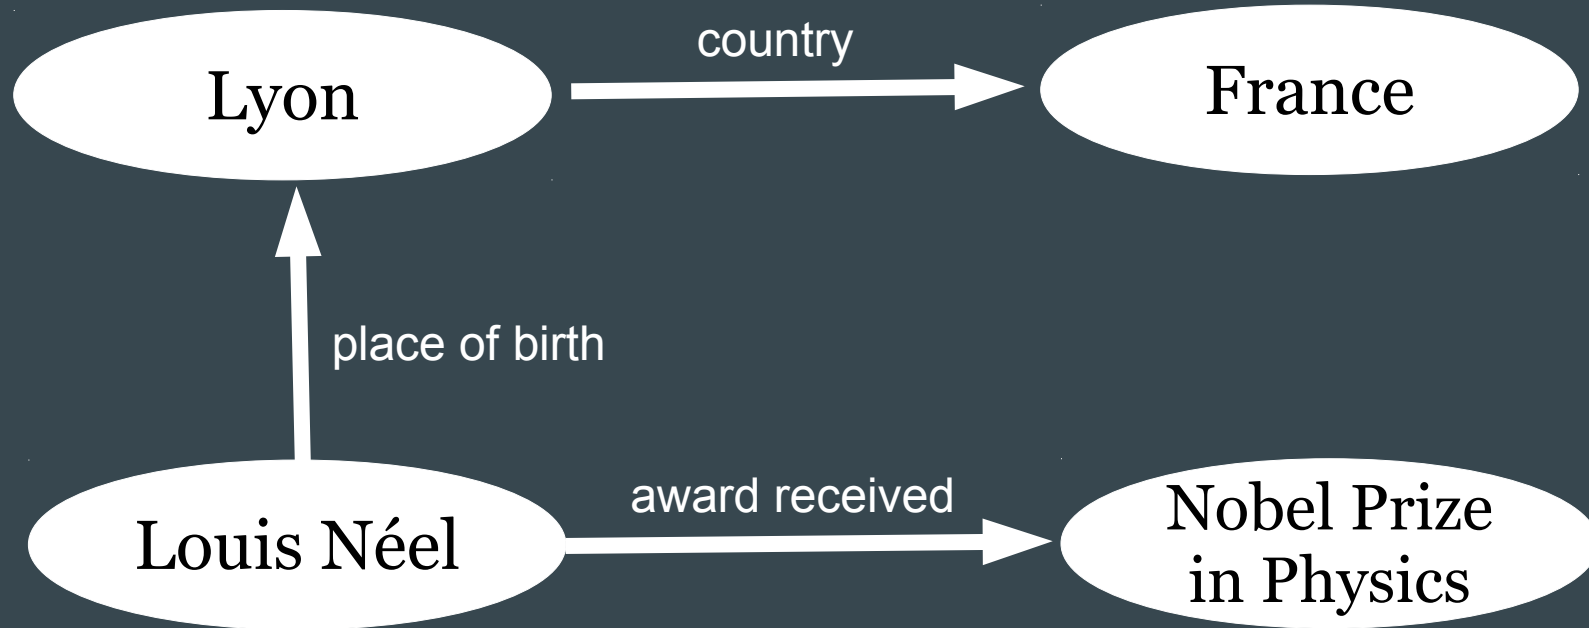 country
Lyon
France
place of birth
award received
Louis Néel
Nobel Prize
in Physics